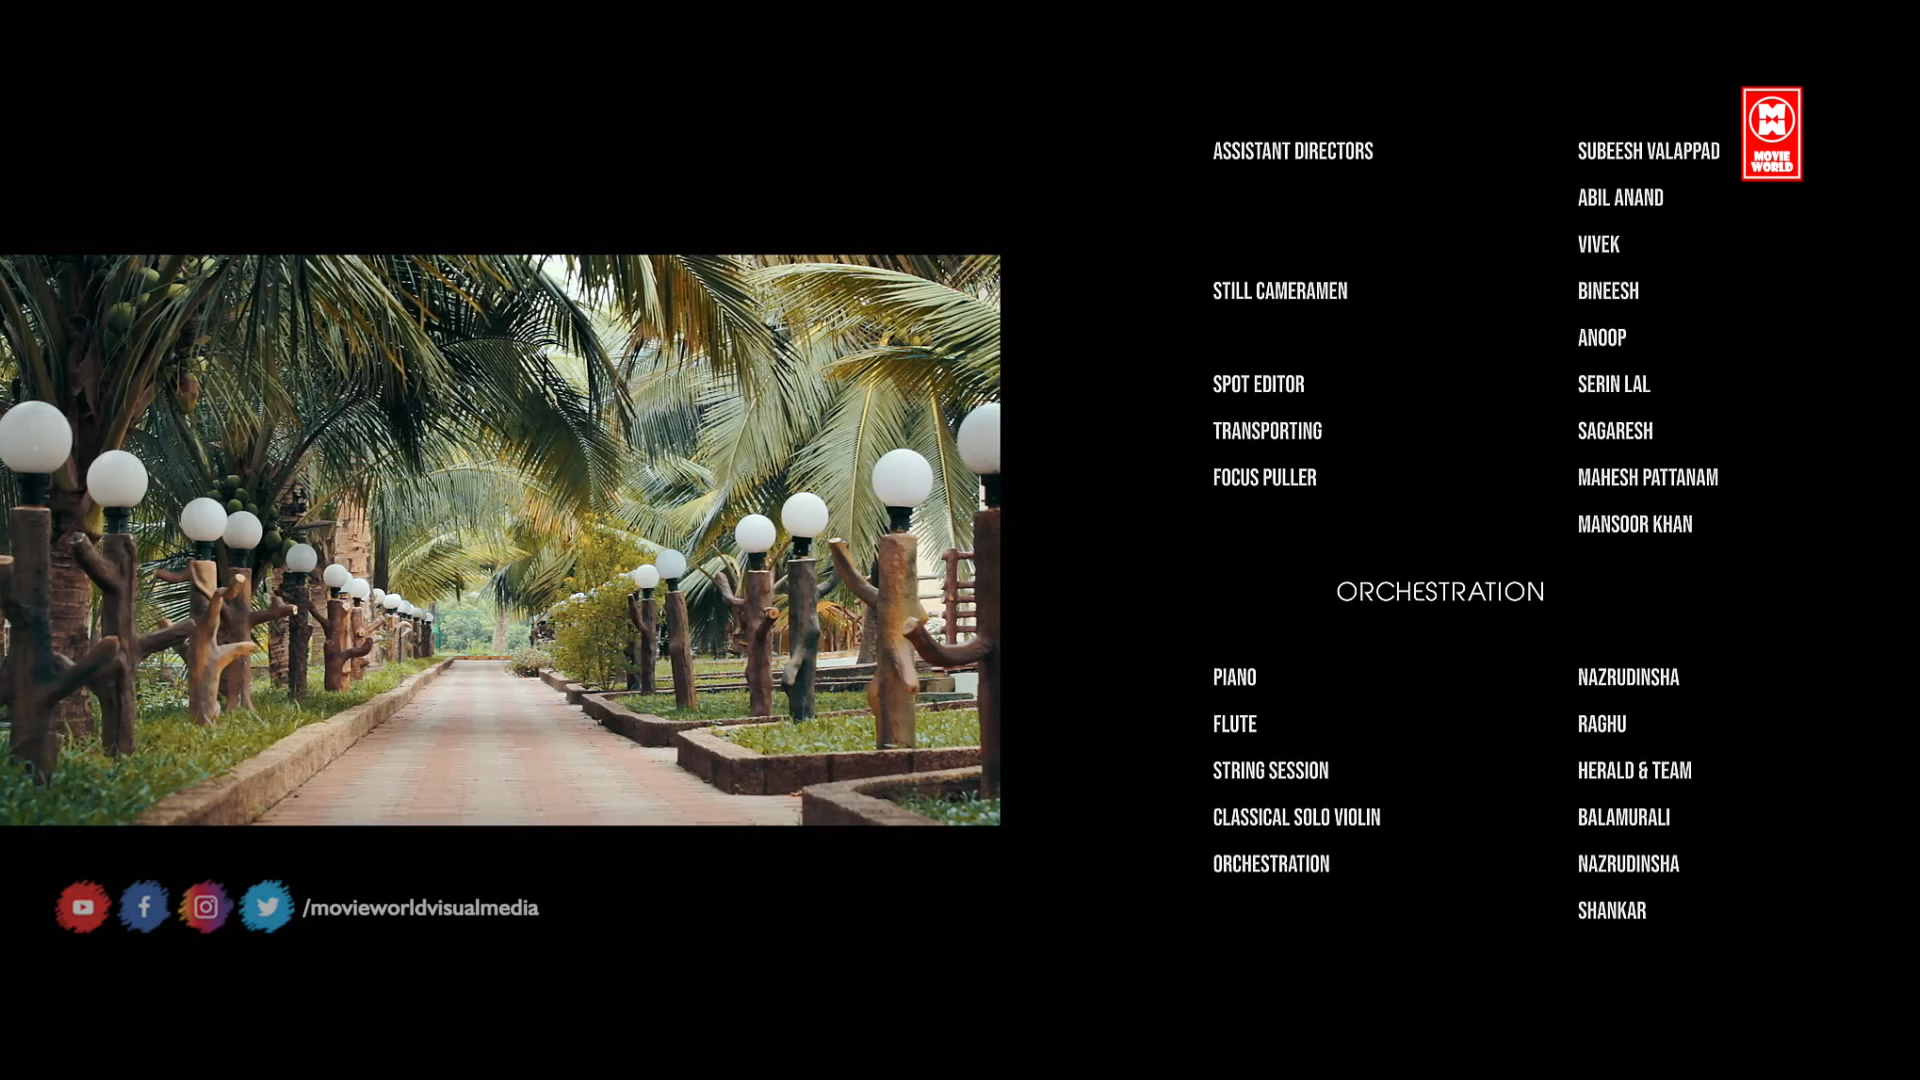 MOVIE
WORLD
ASSISTANT DIRECTORS SUBEESH VALAPPAD
ABIL ANAND
VIVEK
STILL CAMERAMEN BINEESH
ANOOP
SPOT EDITOR SERIN LAL
TRANSPORTING SAGARESH
FOCUS PULLER MAHESH PATTANAM
MANSOOR KHAN
ORCHESTRATION
PIANO NAZRUDINSHA
FLUTE RAGHU
STRING SESSION HERALD & TEAM
CLASSICAL SOLO VIOLIN BALAMURALI
ORCHESTRATION NAZRUDINSHA
SHANKAR
/movieworldvisualmedia